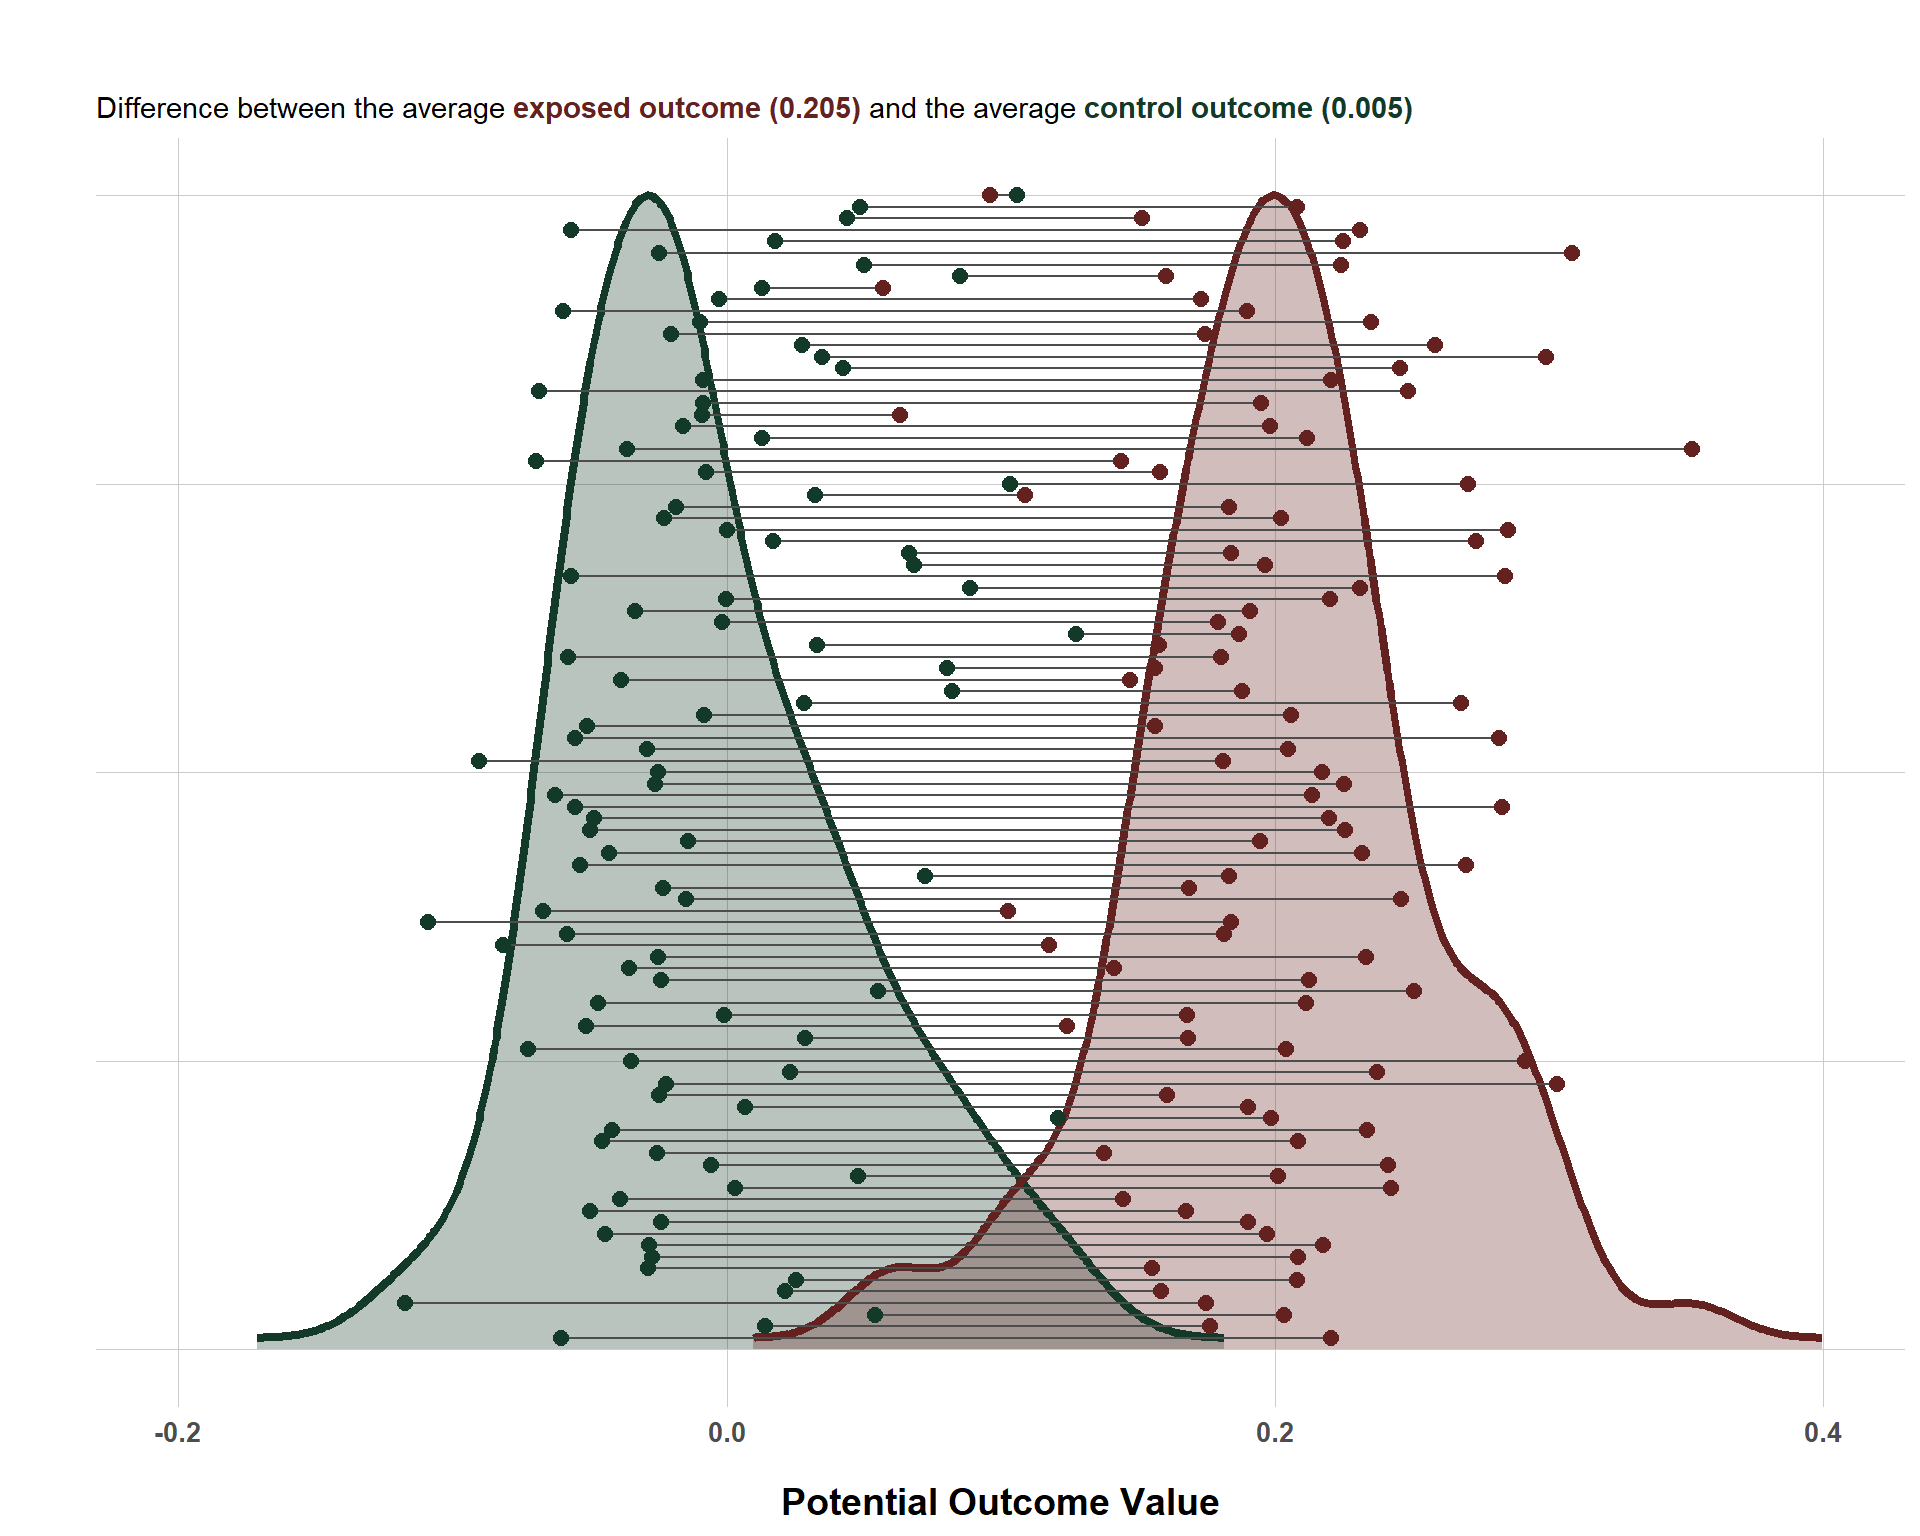 Difference between the average exposed outcome (0.205) and the average control outcome (0.005)
-0.2 0.0 0.2 0.4
Potential Outcome Value